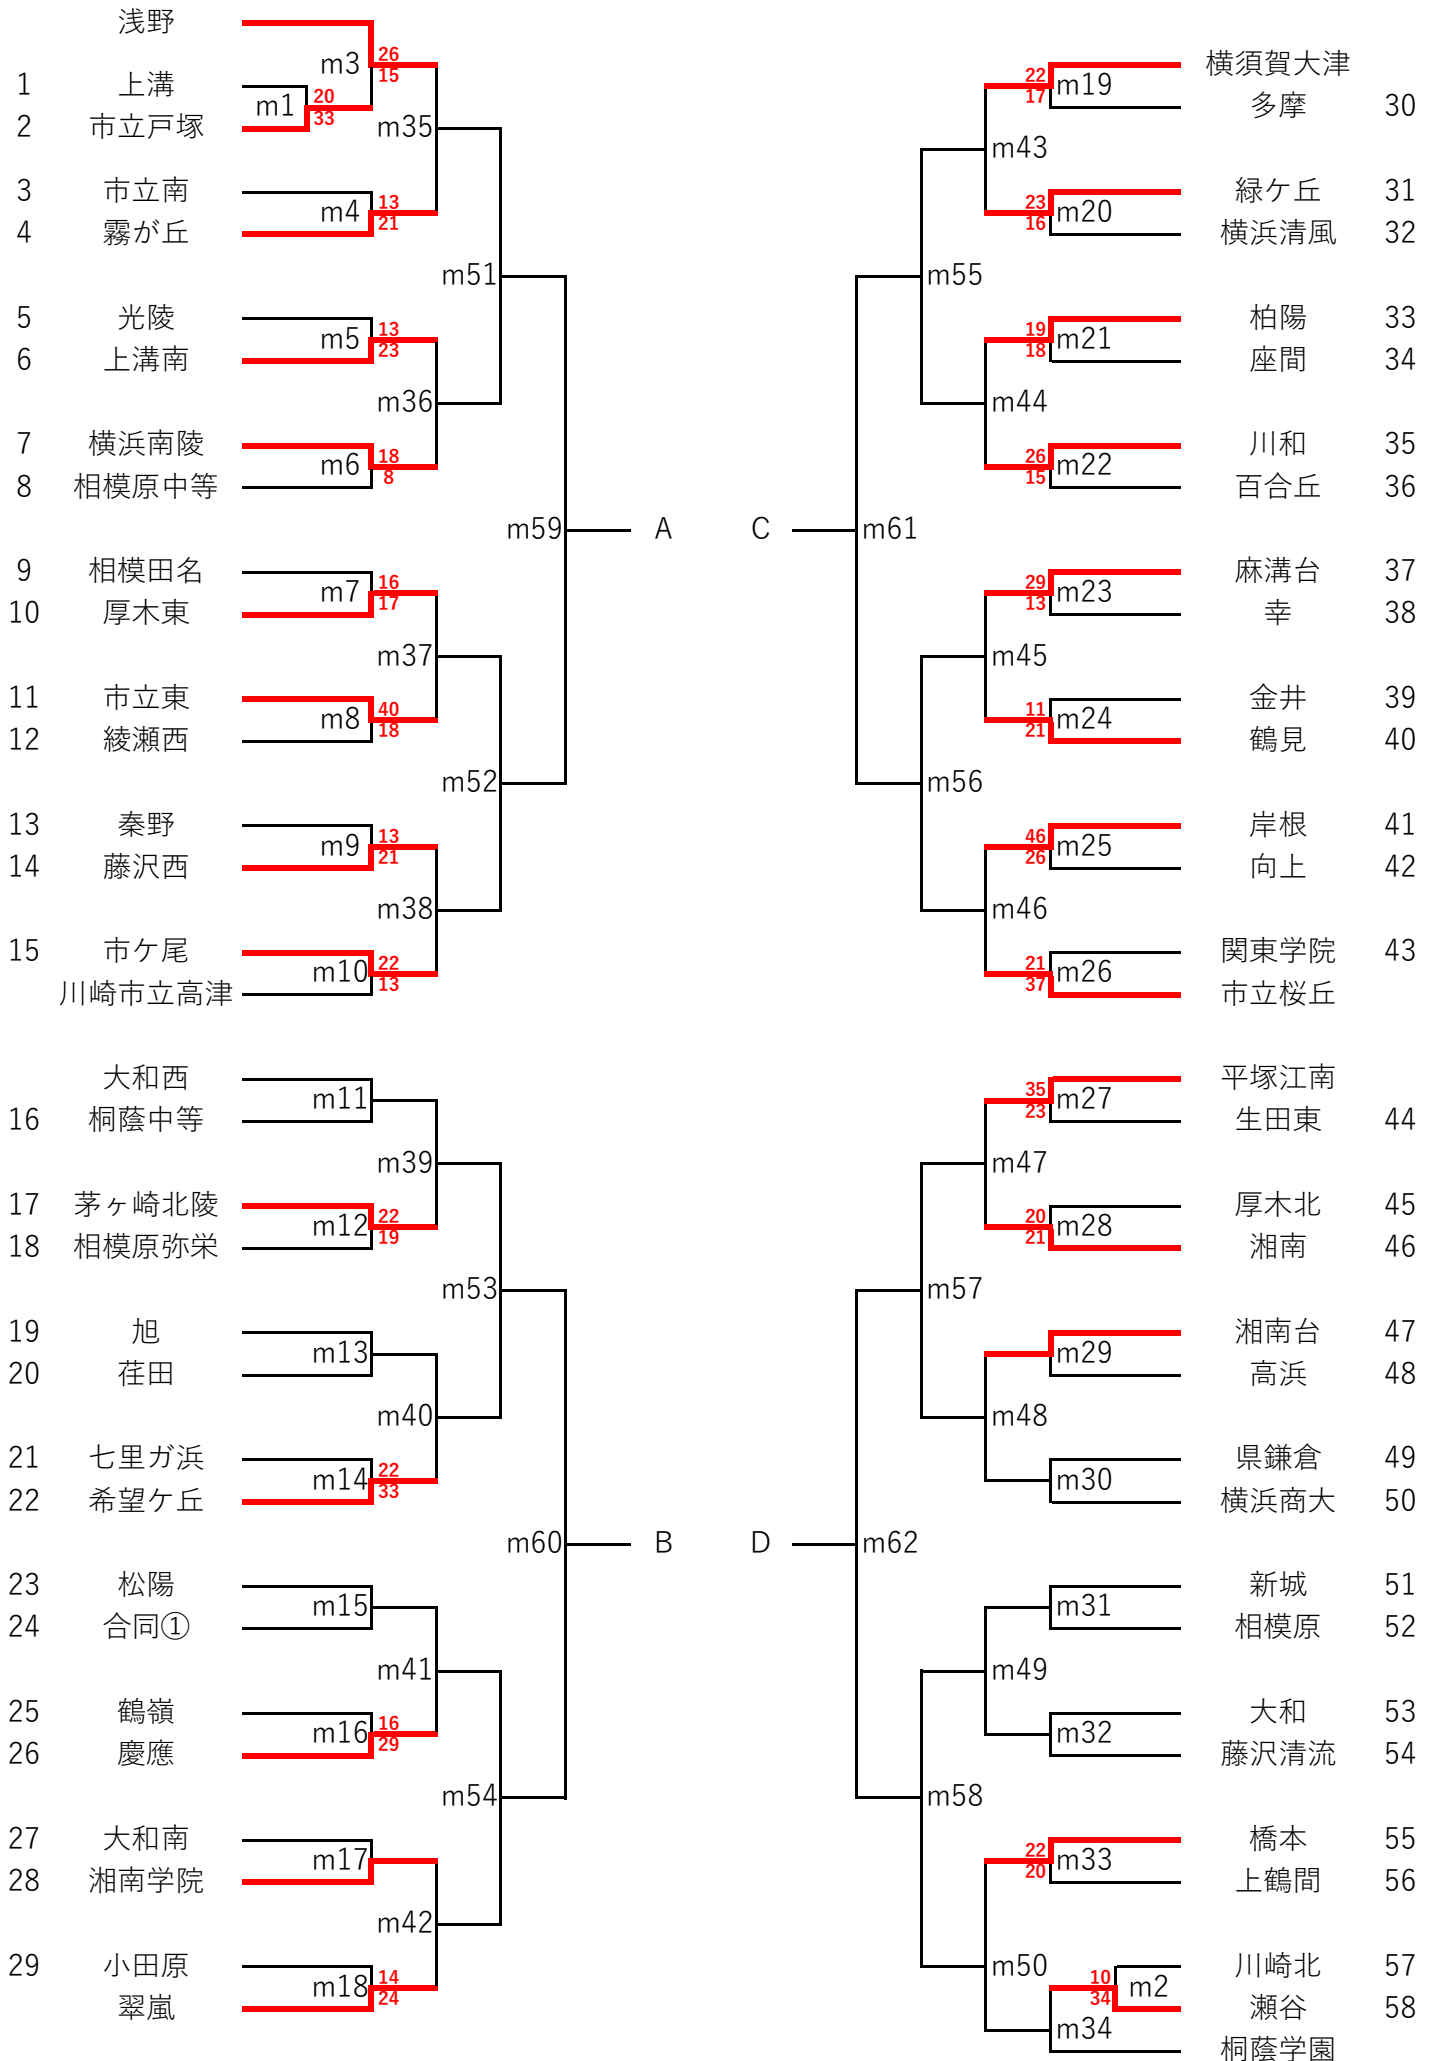 浅野
m3
26
15
1 上溝
m1
20
33
2 市立戸塚
m35
3 市立南
m4
13
21
4 霧が丘
m51
5 光陵
m5
13
23
6 上溝南
m36
7 横浜南陵
m6
18
8
8 相模原中等
m59
A
9 相模田名
m7
16
17
10 厚木東
m37
11 市立東
m8
40
18
12 綾瀬西
m52
13 秦野
m9
13
21
14 藤沢西
m38
15 市ケ尾
m10
22
13
川崎市立高津
大和西
m11
16 桐蔭中等
m39
17 茅ヶ崎北陵
m12
22
19
18 相模原弥栄
m53
19 旭
m13
20 荏田
m40
21 七里ガ浜
m14
22
33
22 希望ケ丘
m60
B
23 松陽
m15
24 合同①
m41
25 鶴嶺
m16
16
29
26 慶應
m54
27 大和南
m17
28 湘南学院
m42
29 小田原
m18
14
24
翠嵐
横須賀大津
22
17
m19
多摩 30
m43
緑ケ丘 31
23
16
m20
横浜清風 32
m55
柏陽 33
19
18
m21
座間 34
m44
川和 35
26
15
m22
百合丘 36
C
m61
麻溝台 37
29
13
m23
幸 38
m45
金井 39
11
21
m24
鶴見 40
m56
岸根 41
46
26
m25
向上 42
m46
関東学院 43
21
37
m26
市立桜丘
平塚江南
35
23
m27
生田東 44
m47
厚木北 45
20
21
m28
湘南 46
m57
湘南台 47
m29
高浜 48
m48
県鎌倉 49
m30
横浜商大 50
D
m62
新城 51
m31
相模原 52
m49
大和 53
m32
藤沢清流 54
m58
橋本 55
22
20
m33
上鶴間 56
m50
川崎北 57
10
34
m2
瀬谷 58
m34
桐蔭学園